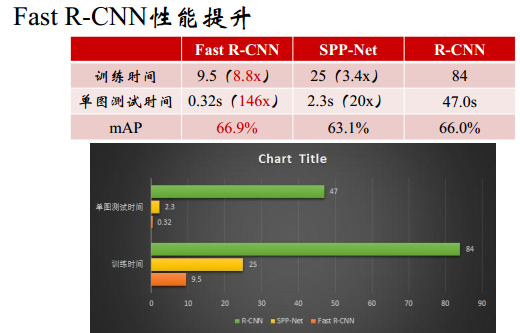 Fast R-CNN性能提升
Fast R-CNN SPP-Net R-CNN
训练时间 9.5（8.8x） 25（3.4x） 84
单图测试时间 0.32s（146x） 2.3s（20x） 47.0s
mAP 66.9% 63.1% 66.0%
Chart Title
47
单图测试时间 2.3
0.32
84
训练时间 25
9.5
0 10 20 30 40 50 60 70 80 90
R-CNN SPP-Net Fast R-CNN